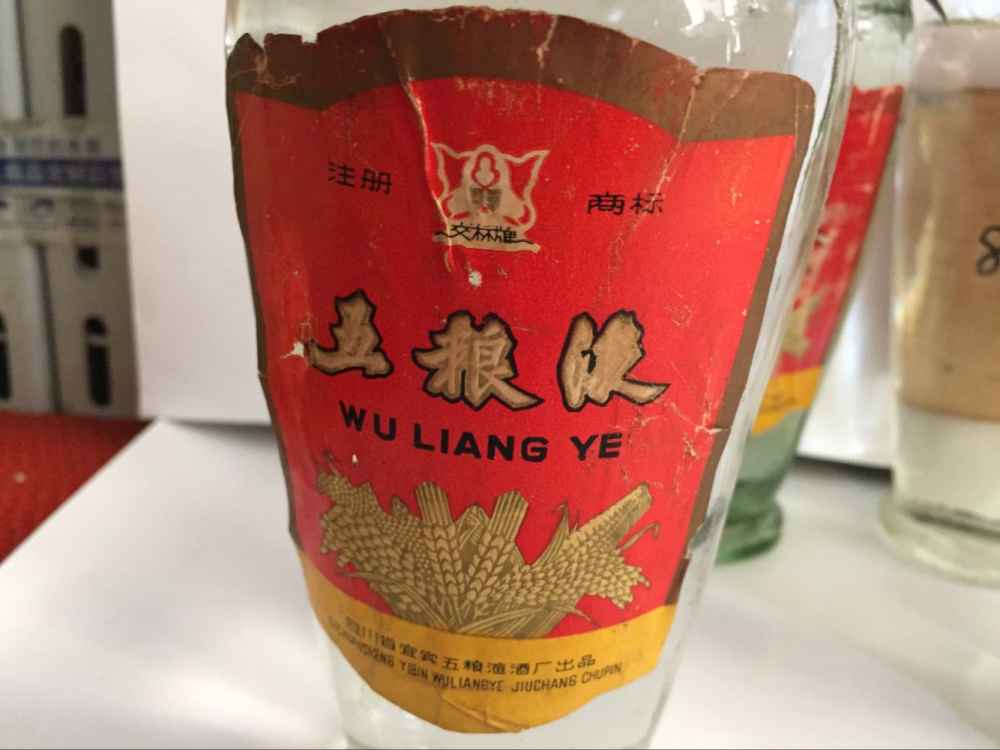 注册 商标
交杯牌
五粮液
WU LIANG YE
四川省宜宾五粮液酒厂出品
YIBIN WULIANGYE JIUCHANG CHUPIN